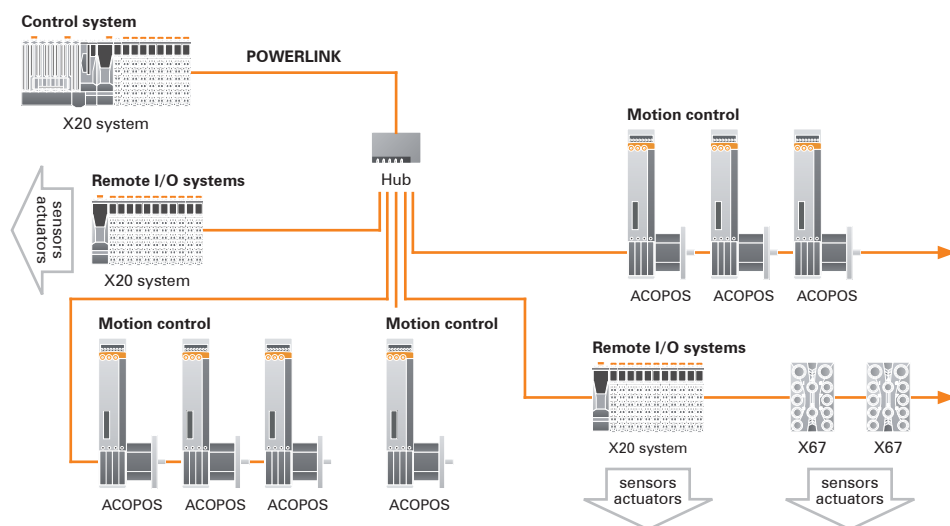 Control system
POWERLINK
X20 system
Hub
Motion control
ACOPOS
ACOPOS
ACOPOS
Remote I/O systems
sensors
actuators
X20 system
Motion control
ACOPOS
ACOPOS
ACOPOS
Motion control
ACOPOS
Remote I/O systems
X20 system
X67
X67
sensors
actuators
sensors
actuators